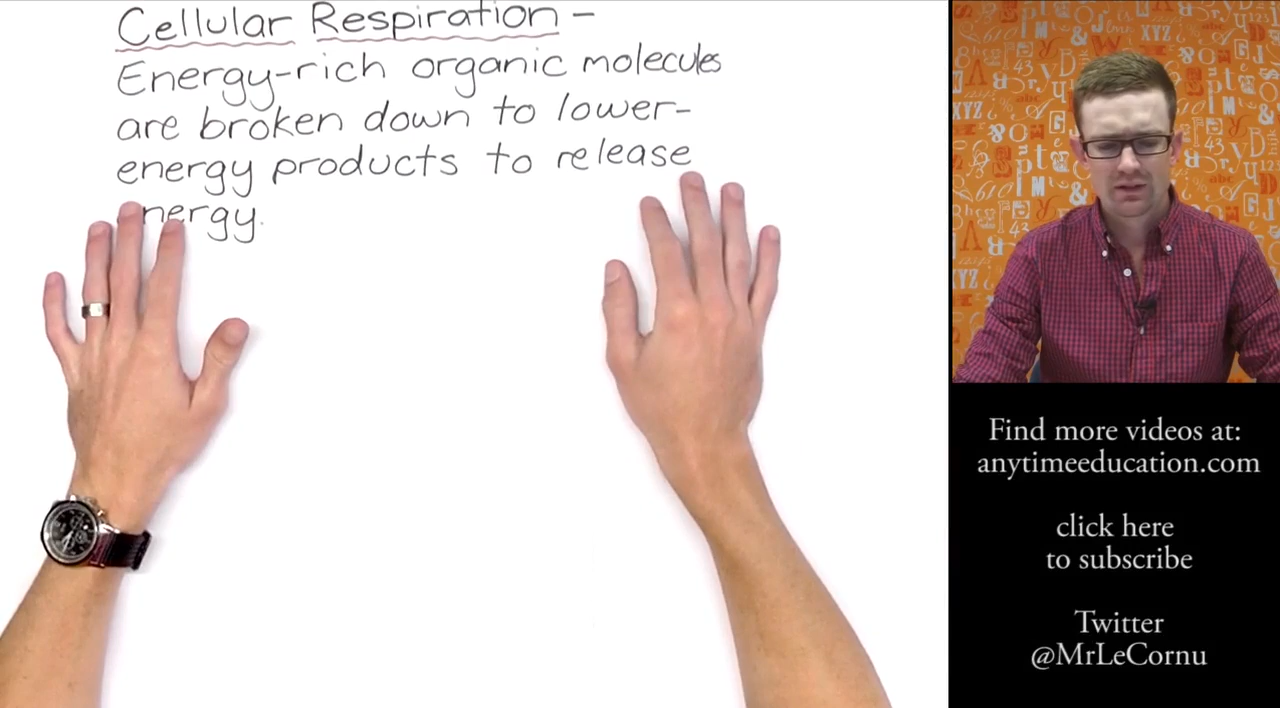 Cellular Respiration –
Energy-rich organic molecules
are broken down to lower-
energy products to release
nergy.
Find more videos at:
anytimeeducation.com
click here
to subscribe
Twitter
@MrLeCornu